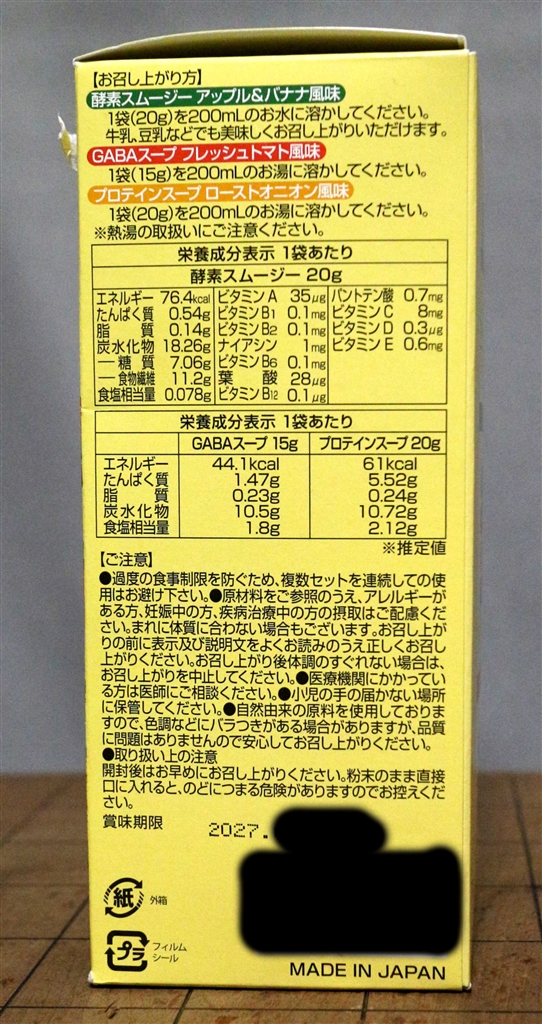 【お召し上がり方】
酵素スムージー アップル&バナナ風味
1袋(20g)を200mLのお水に溶かしてください。
牛乳、豆乳などでも美味しくお召し上がりいただけます。
GABAスープ フレッシュトマト風味
1袋(15g)を200mLのお湯に溶かしてください。
プロテインスープ ローストオニオン風味
1袋(20g)を200mLのお湯に溶かしてください。
※熱湯の取扱いにご注意ください。
栄養成分表示 1袋あたり
酵素スムージー 20g
エネルギー 76.4kcal ビタミンA 35μg パントテン酸 0.7mg
たんぱく質 0.54g ビタミンB1 0.1mg ビタミンC 8mg
脂質 0.14g ビタミンB2 0.1mg ビタミンD 0.3μg
炭水化物 18.26g ナイアシン 1mg ビタミンE 0.6mg
―糖質 7.06g ビタミンB6 0.1mg
―食物繊維 11.2g 葉酸 28μg
食塩相当量 0.078g ビタミンB12 0.1μg
栄養成分表示 1袋あたり
GABAスープ 15g プロテインスープ 20g
エネルギー 44.1kcal 61kcal
たんぱく質 1.47g 5.52g
脂質 0.23g 0.24g
炭水化物 10.5g 10.72g
食塩相当量 1.8g 2.12g
※推定値
【ご注意】
●過度の食事制限を防ぐため、複数セットを連続しての使
用はお避け下さい。●原材料をご参照のうえ、アレルギーが
ある方、妊娠中の方、疾病治療中の方の摂取はご配慮くだ
さい。まれに体質に合わない場合もございます。お召し上が
りの前に表示及び説明文をよくお読みのうえ正しくお召し
上がりください。お召し上がり後体調のすぐれない場合は、
お召し上がりを中止してください。●医療機関にかかってい
る方は医師にご相談ください。●小児の手の届かない場所
に保管してください。●自然由来の原料を使用しておりま
すので、色調などにバラつきがある場合がありますが、品質
に問題はありませんので安心してお召し上がりください。
●取り扱い上の注意
開封後はお早めにお召し上がりください。粉末のまま直接
口に入れると、のどにつまる危険がありますのでお控えくだ
さい。
賞味期限 2027.
紙 外箱
プラ フィルム
シール
MADE IN JAPAN